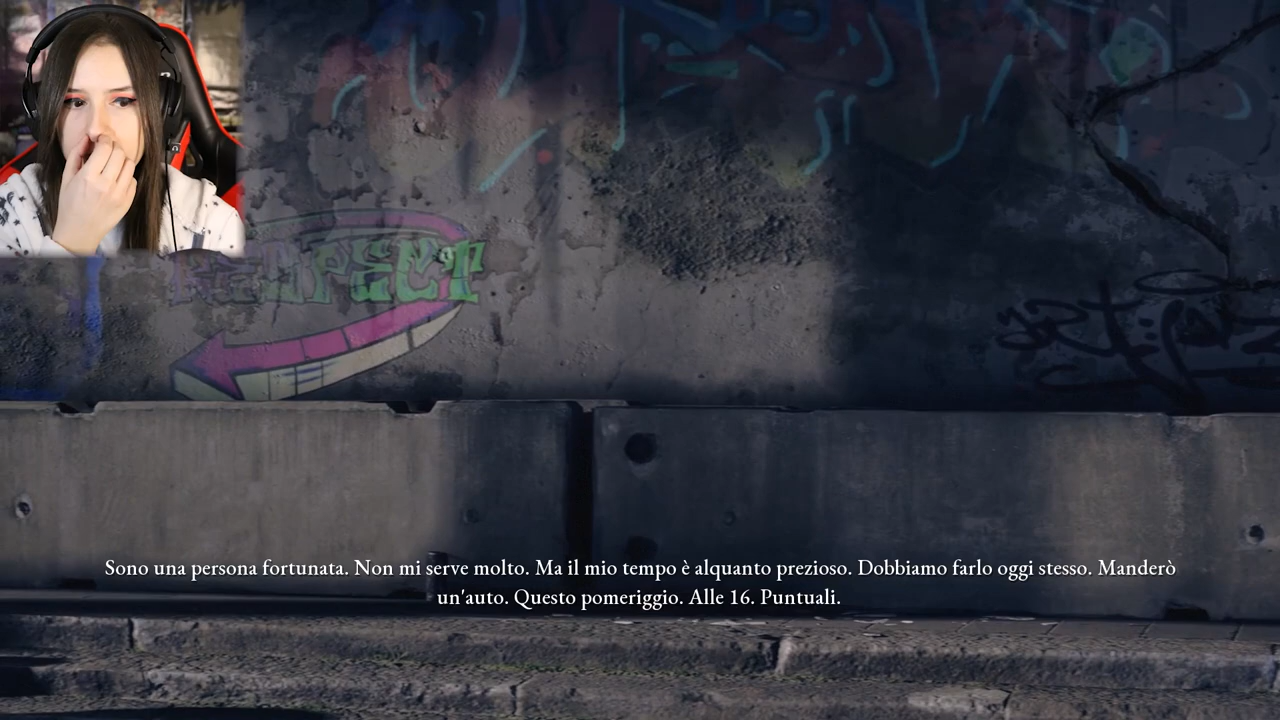 RESPECT
Sono una persona fortunata. Non mi serve molto. Ma il mio tempo è alquanto prezioso. Dobbiamo farlo oggi stesso. Manderò
un'auto. Questo pomeriggio. Alle 16. Puntuali.